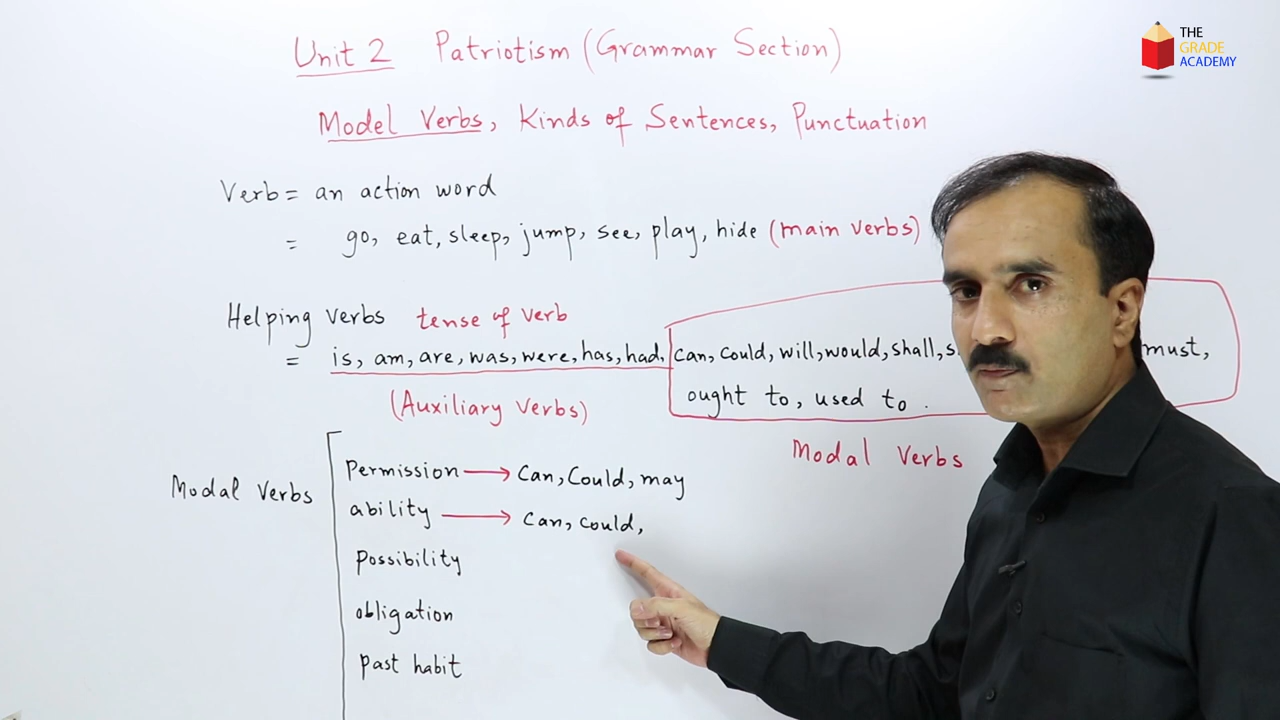 Unit 2 Patriotism (Grammar Section)
THE
GRADE
ACADEMY
Model Verbs, Kinds of Sentences, Punctuation
Verb = an action word
= go, eat, sleep, jump, see, play, hide (main verbs)
Helping verbs tense of verb
= is, am, are, was, were, has, had, can, could, will, would, shall, must,
ought to, used to.
(Auxiliary Verbs)
Modal Verbs
Modal Verbs
Permission → Can, Could, may
ability → can, could,
possibility
obligation
past habit